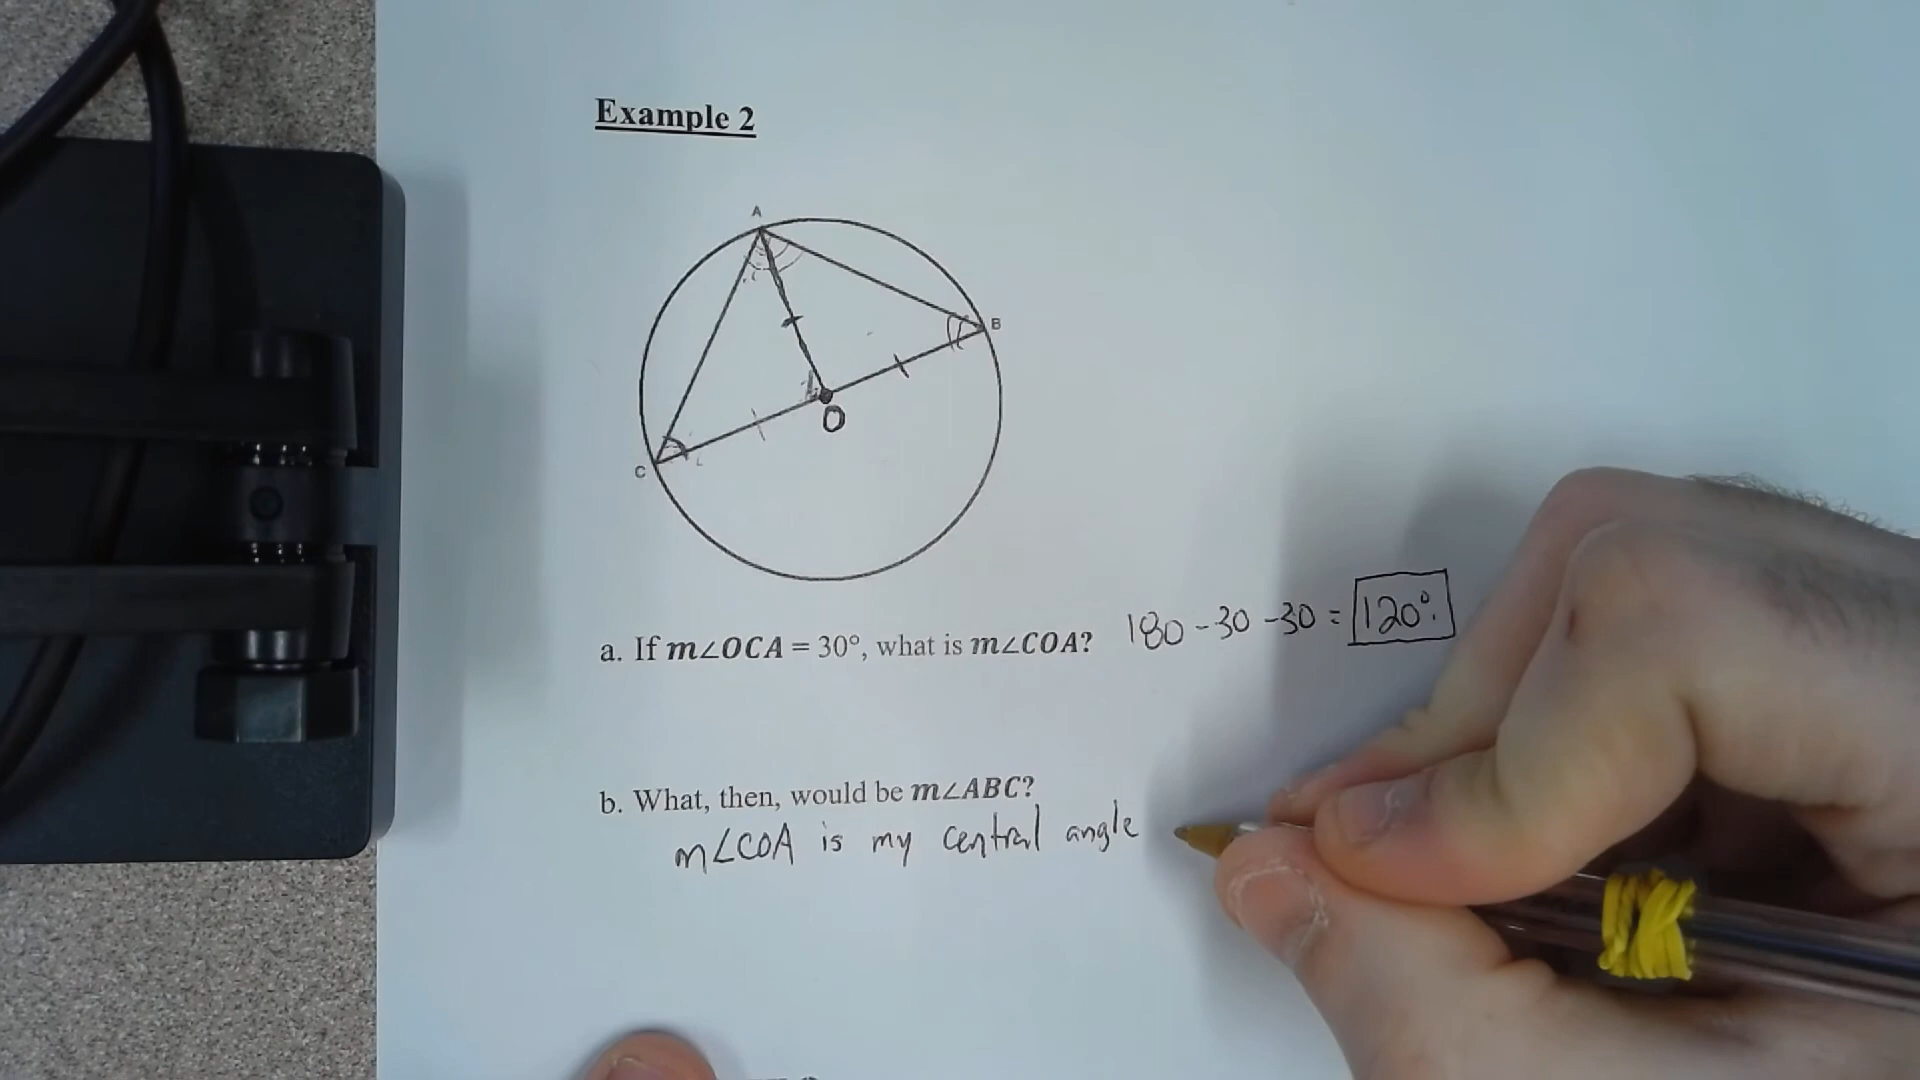 Example 2
A
B
O
C
a. If m∠OCA = 30°, what is m∠COA? 180 - 30 - 30 = 120°.
b. What, then, would be m∠ABC?
m∠COA is my central angle